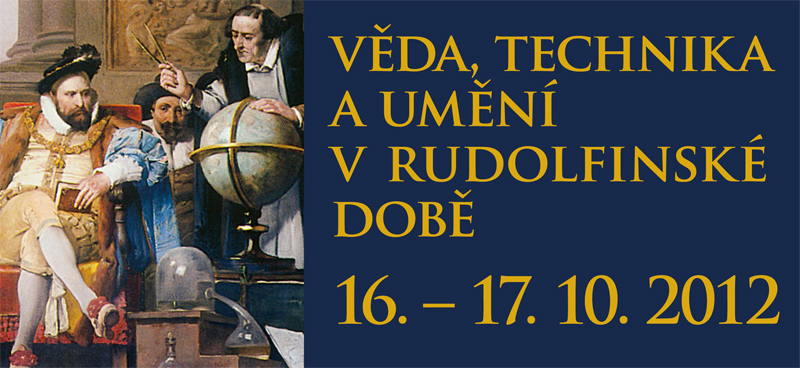 VĚDA, TECHNIKA
A UMĚNÍ
V RUDOLFINSKÉ
DOBĚ
16. – 17. 10. 2012